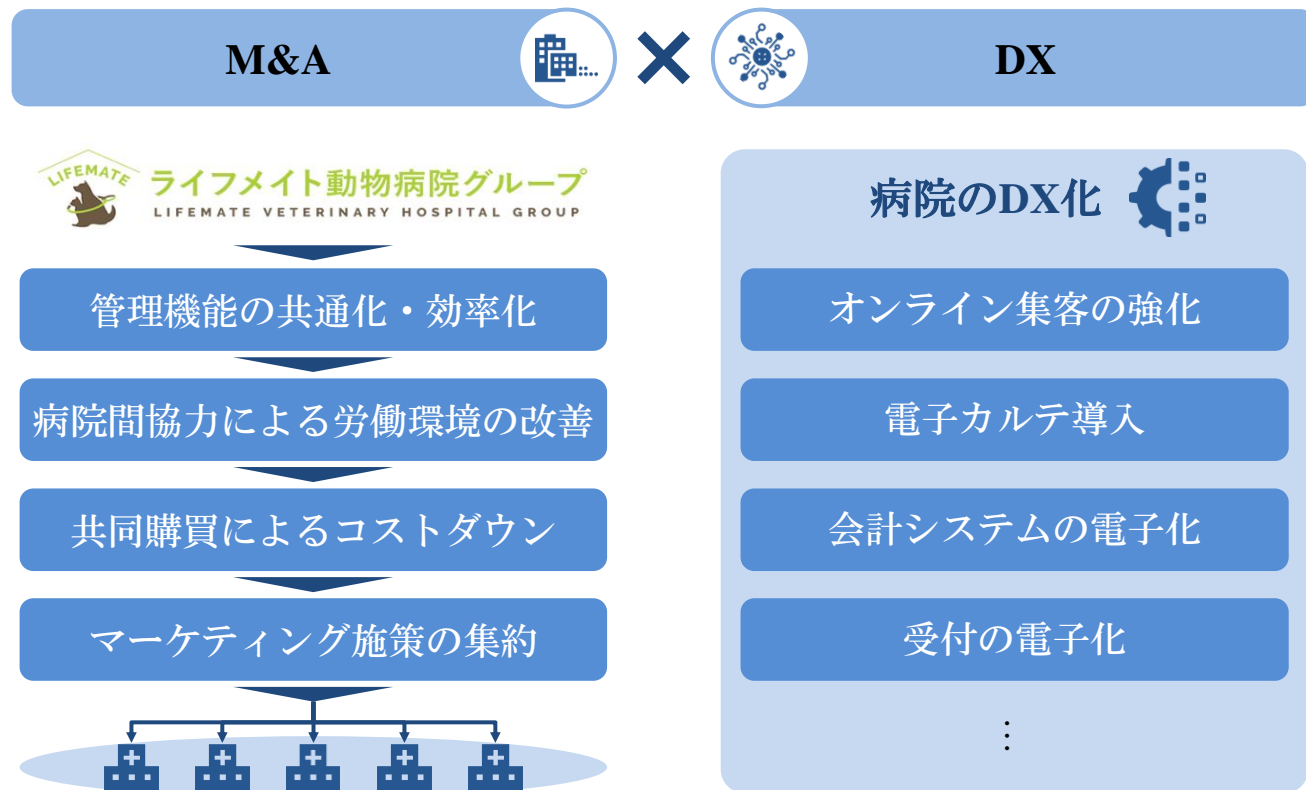 M&A
DX
LIFEMATE
ライフメイト動物病院グループ
LIFEMATE VETERINARY HOSPITAL GROUP
管理機能の共通化・効率化
病院間協力による労働環境の改善
共同購買によるコストダウン
マーケティング施策の集約
病院のDX化
オンライン集客の強化
電子カルテ導入
会計システムの電子化
受付の電子化
⋮